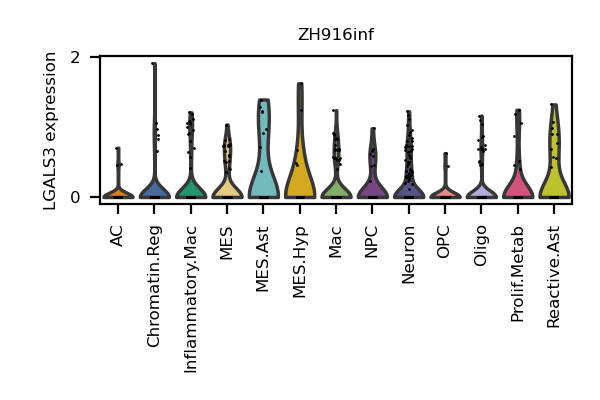 ZH916inf
LGALS3 expression
2
0
AC
Chromatin.Reg
Inflammatory.Mac
MES
MES.Ast
MES.Hyp
Mac
NPC
Neuron
OPC
Oligo
Prolif.Metab
Reactive.Ast